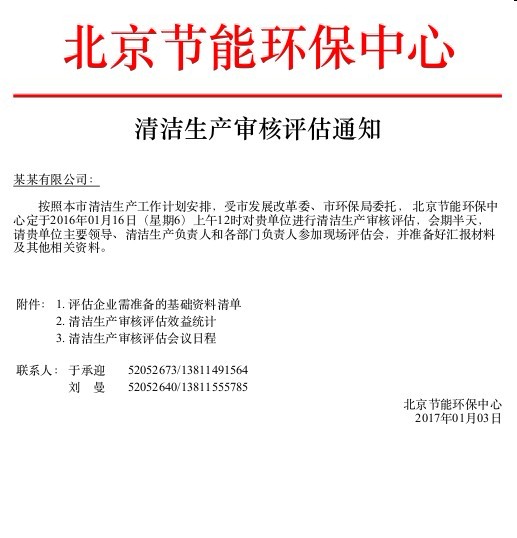 北京节能环保中心
清洁生产审核评估通知
某某有限公司：
按照本市清洁生产工作计划安排，受市发展改革委、市环保局委托， 北京节能环保中
心定于2016年01月16日（星期6）上午12时对贵单位进行清洁生产审核评估，会期半天，
请贵单位主要领导、清洁生产负责人和各部门负责人参加现场评估会，并准备好汇报材料
及其他相关资料。
附件： 1. 评估企业需准备的基础资料清单
2. 清洁生产审核评估效益统计
3. 清洁生产审核评估会议日程
联系人： 于承迎 52052673/13811491564
刘 曼 52052640/13811555785
北京节能环保中心
2017年01月03日